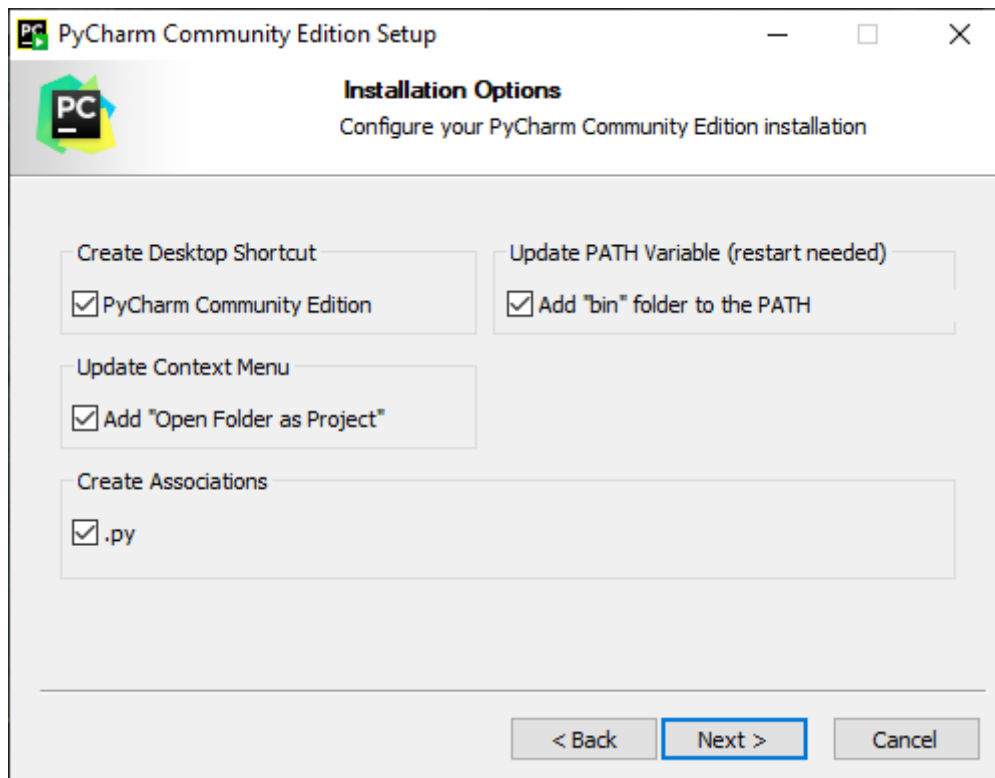 PyCharm Community Edition Setup
PC
Installation Options
Configure your PyCharm Community Edition installation
Create Desktop Shortcut
PyCharm Community Edition
Update PATH Variable (restart needed)
Add "bin" folder to the PATH
Update Context Menu
Add "Open Folder as Project"
Create Associations
.py
< Back
Next >
Cancel